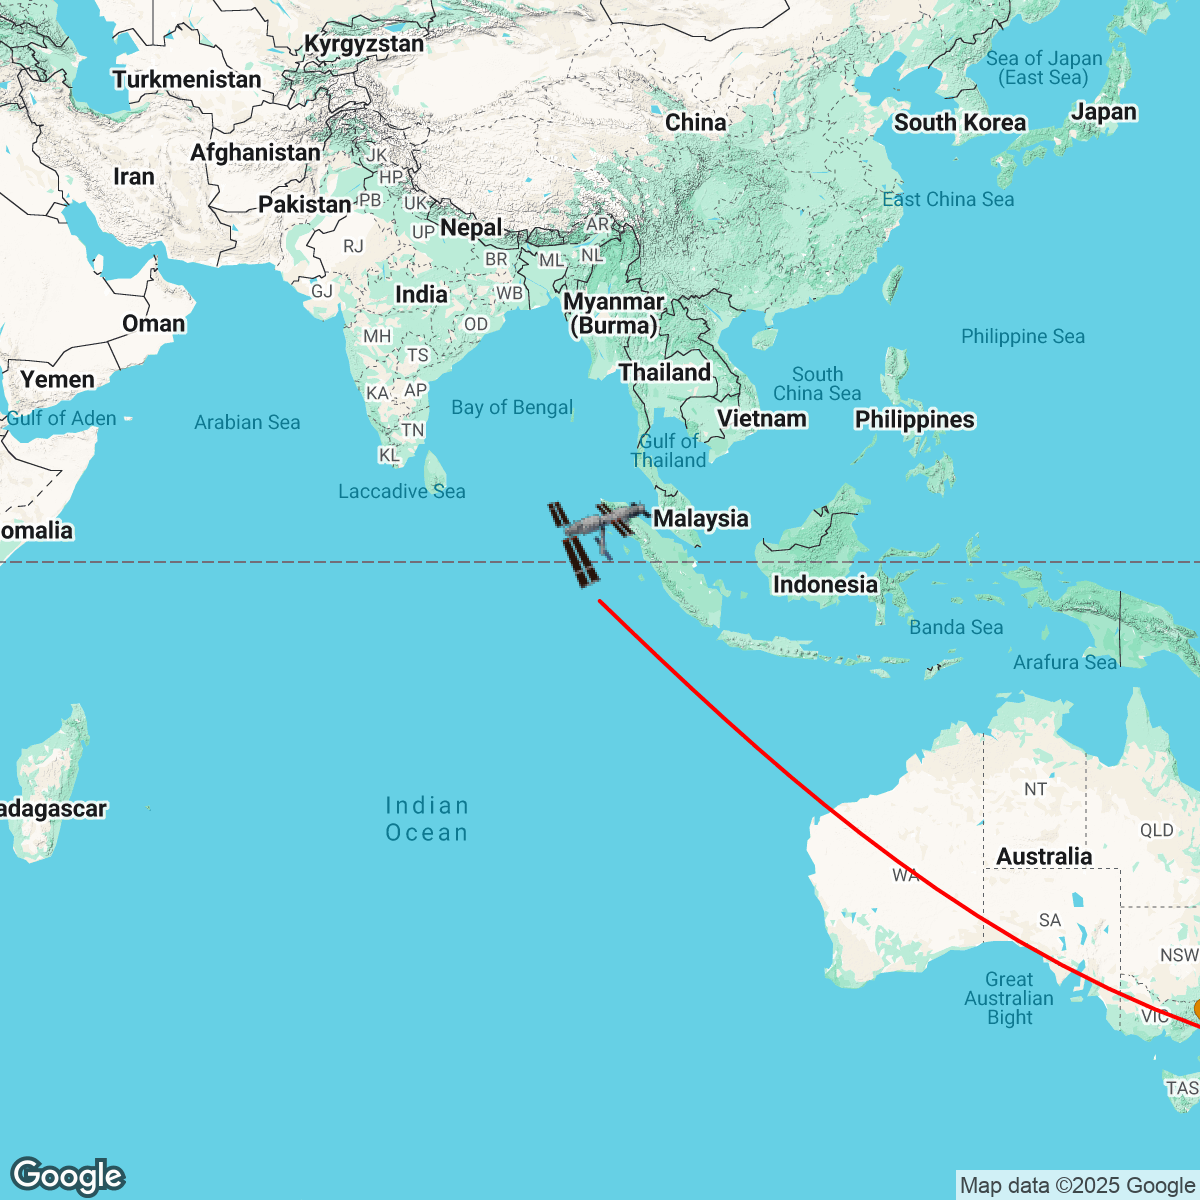 Kyrgyzstan
Sea of Japan
(East Sea)
Turkmenistan
Japan
China
South Korea
Afghanistan
JK
Iran
HP
Pakistan
PB
UK
East China Sea
Nepal
AR
UP
RJ
BR
ML
NL
GJ
India
WB
Myanmar
(Burma)
Oman
OD
MH
Philippine Sea
TS
Thailand
South
China Sea
Yemen
KA
AP
Bay of Bengal
Gulf of Aden
Arabian Sea
Vietnam
Philippines
TN
Gulf of
Thailand
KL
Laccadive Sea
Malaysia
omalia
Indonesia
Banda Sea
Arafura Sea
NT
Indian
Ocean
adagascar
QLD
Australia
WA
SA
NSW
Great
Australian
Bight
VIC
TAS
Google
Map data ©2025 Google